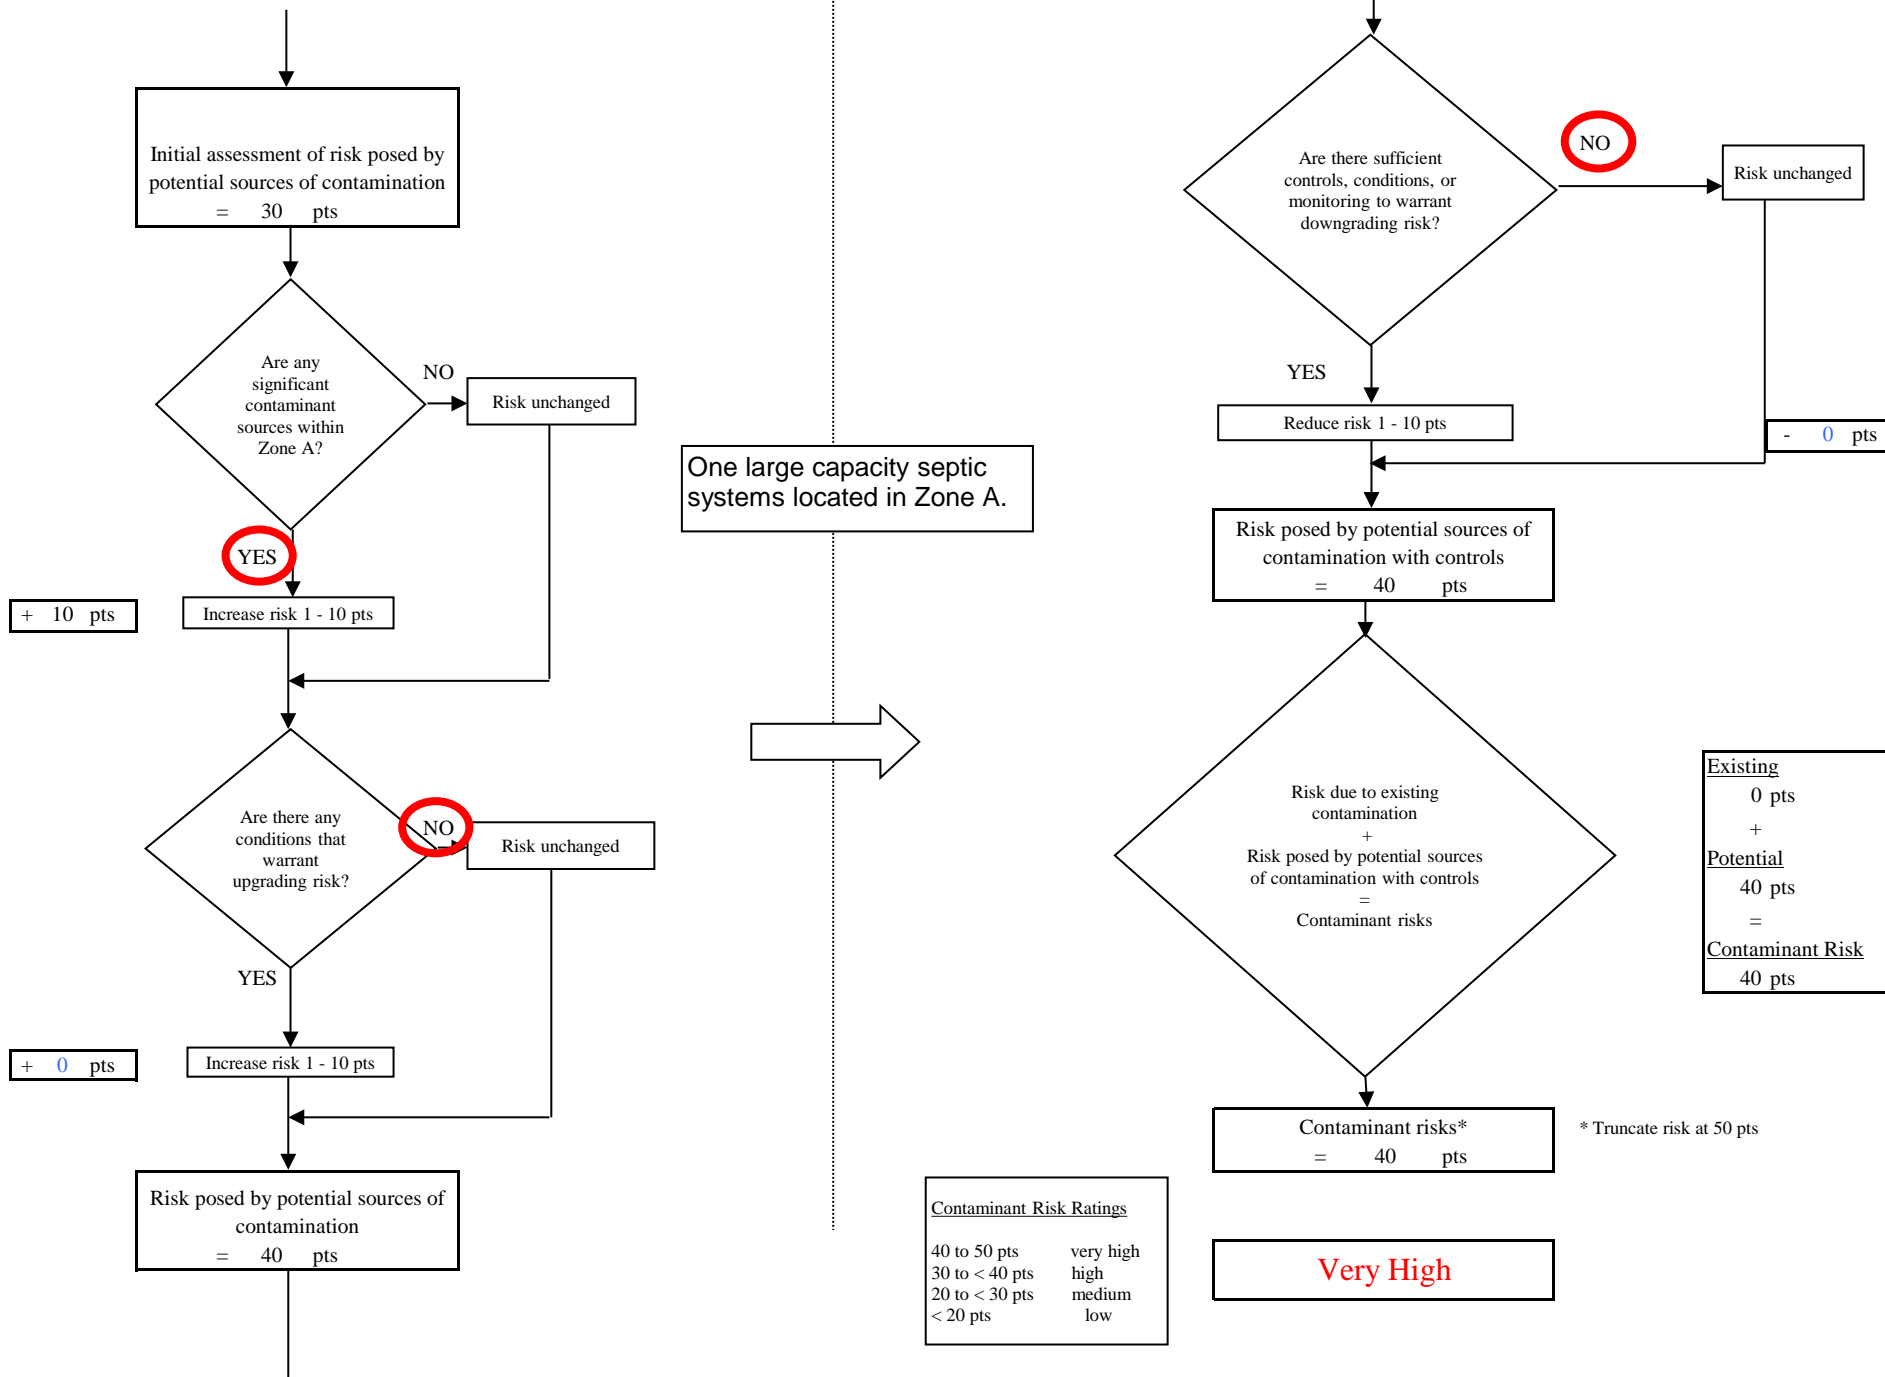 Initial assessment of risk posed by
potential sources of contamination
= 30 pts
Are any
significant
contaminant
sources within
Zone A?
NO
Risk unchanged
YES
+ 10 pts
Increase risk 1 - 10 pts
Are there any
conditions that
warrant
upgrading risk?
NO
Risk unchanged
YES
+ 0 pts
Increase risk 1 - 10 pts
Risk posed by potential sources of
contamination
= 40 pts
One large capacity septic
systems located in Zone A.
Are there sufficient
controls, conditions, or
monitoring to warrant
downgrading risk?
NO
Risk unchanged
YES
Reduce risk 1 - 10 pts
- 0 pts
Risk posed by potential sources of
contamination with controls
= 40 pts
Risk due to existing
contamination
+
Risk posed by potential sources
of contamination with controls
=
Contaminant risks
Existing
0 pts
+
Potential
40 pts
=
Contaminant Risk
40 pts
Contaminant risks*
= 40 pts
* Truncate risk at 50 pts
Contaminant Risk Ratings
40 to 50 pts very high
30 to < 40 pts high
20 to < 30 pts medium
< 20 pts low
Very High